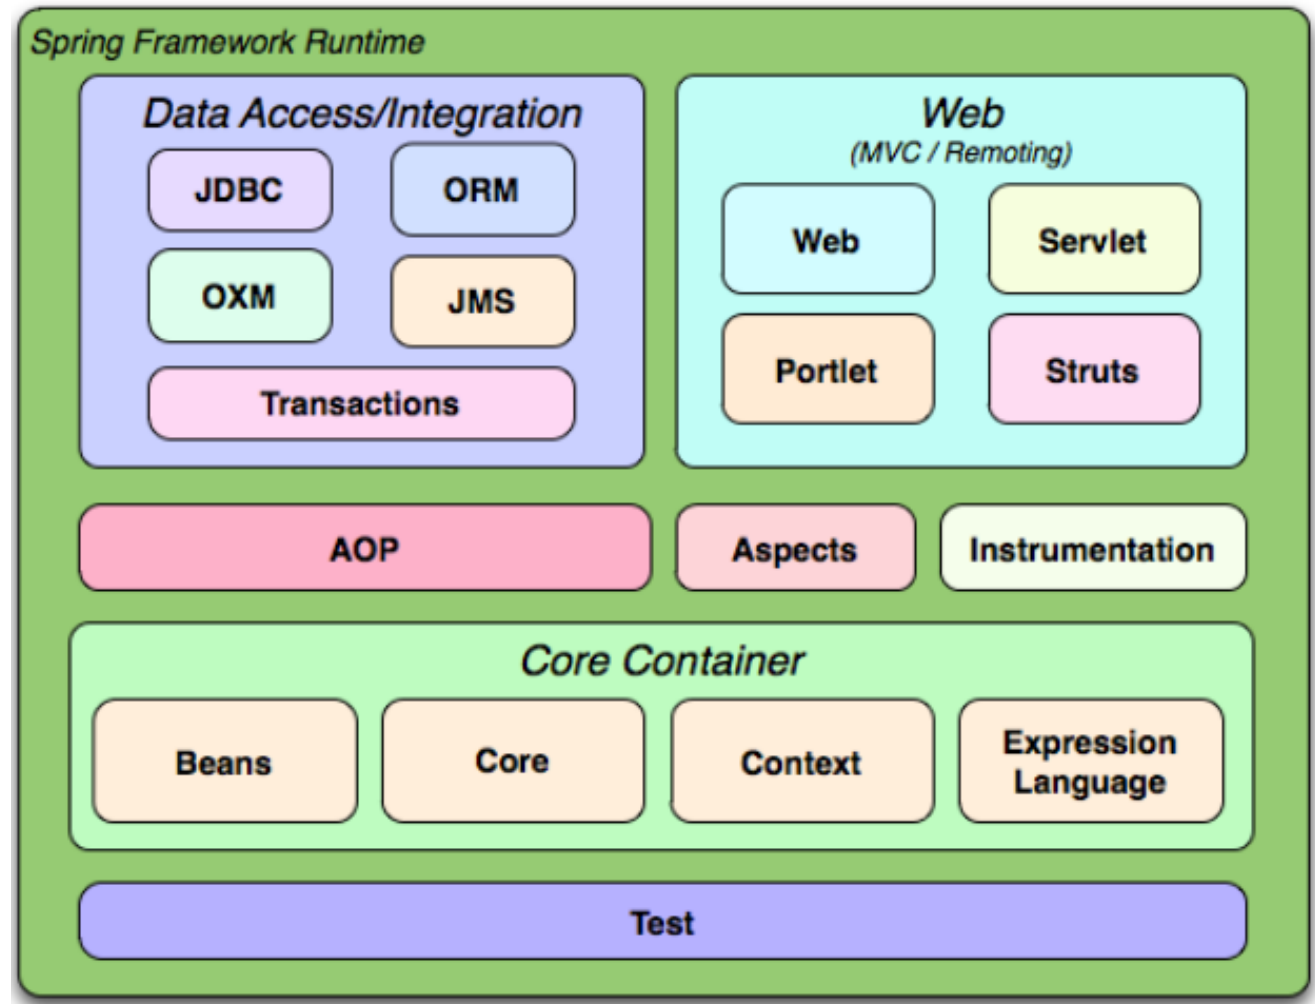 Spring Framework Runtime
Data Access/Integration
JDBC
ORM
OXM
JMS
Transactions
Web
(MVC / Remoting)
Web
Servlet
Portlet
Struts
AOP
Aspects
Instrumentation
Core Container
Beans
Core
Context
Expression
Language
Test